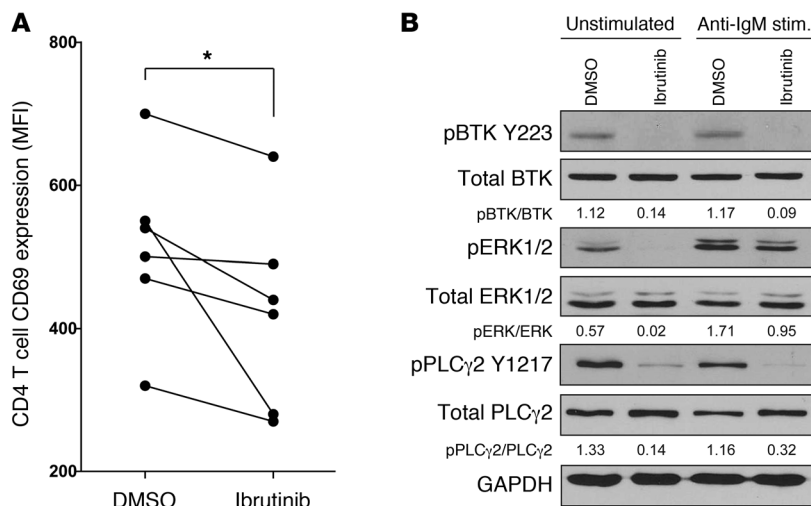 A
CD4 T cell CD69 expression (MFI)
800
600
400
200
*
DMSO
Ibrutinib
B
Unstimulated
Anti-IgM stim.
DMSO
Ibrutinib
DMSO
Ibrutinib
pBTK Y223
Total BTK
pBTK/BTK 1.12 0.14 1.17 0.09
pERK1/2
Total ERK1/2
pERK/ERK 0.57 0.02 1.71 0.95
pPLCγ2 Y1217
Total PLCγ2
pPLCγ2/PLCγ2 1.33 0.14 1.16 0.32
GAPDH